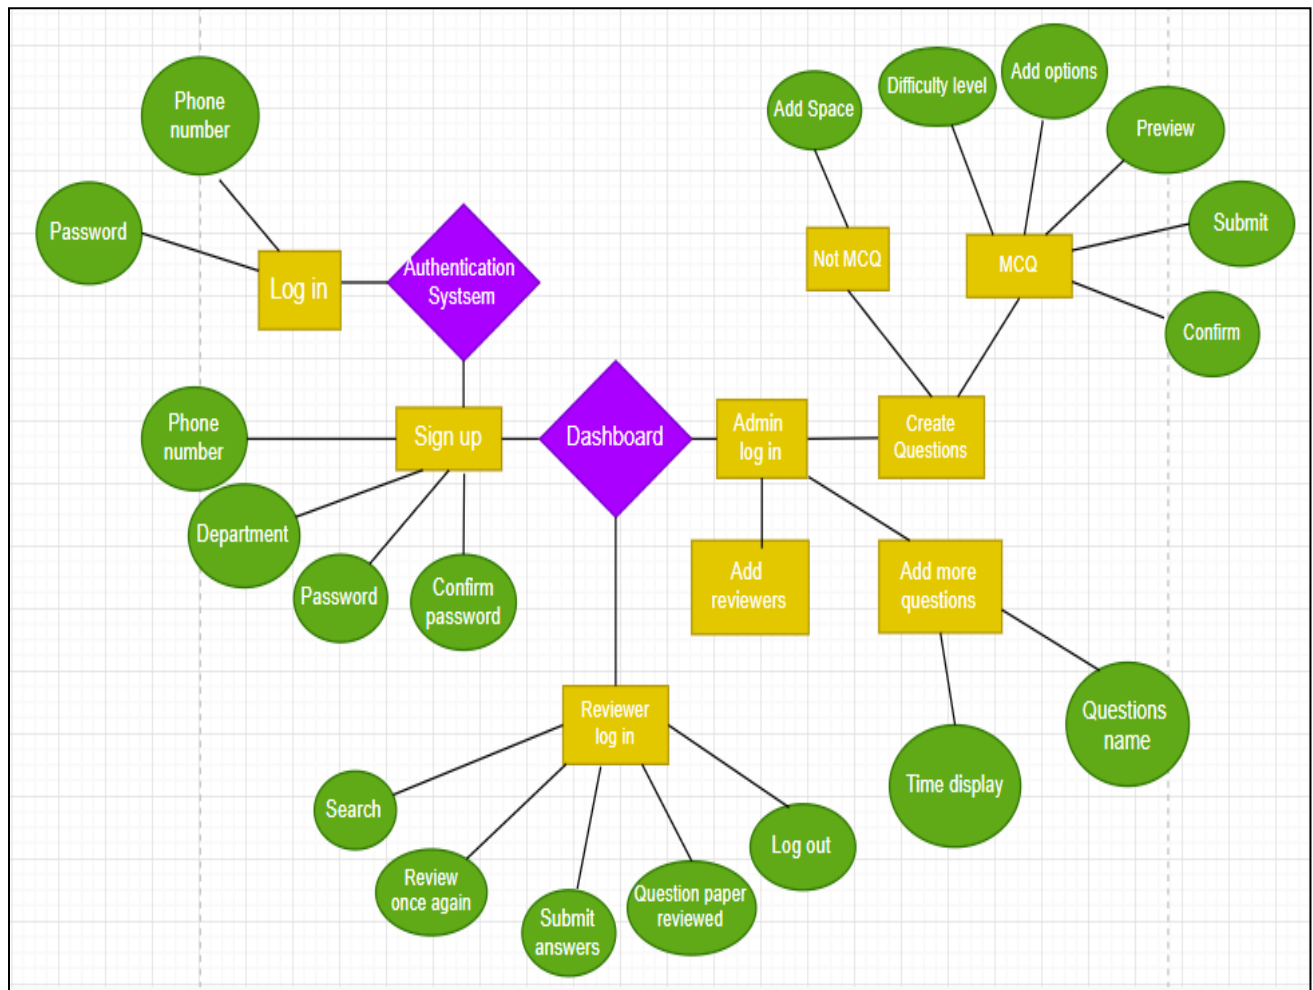 Phone
number
Password
Log in
Authentication
Systsem
Add Space
Difficulty level
Add options
Preview
Submit
Confirm
Not MCQ
MCQ
Phone
number
Department
Password
Confirm
password
Sign up
Dashboard
Admin
log in
Create
Questions
Add
reviewers
Add more
questions
Time display
Questions
name
Reviewer
log in
Search
Review
once again
Submit
answers
Question paper
reviewed
Log out